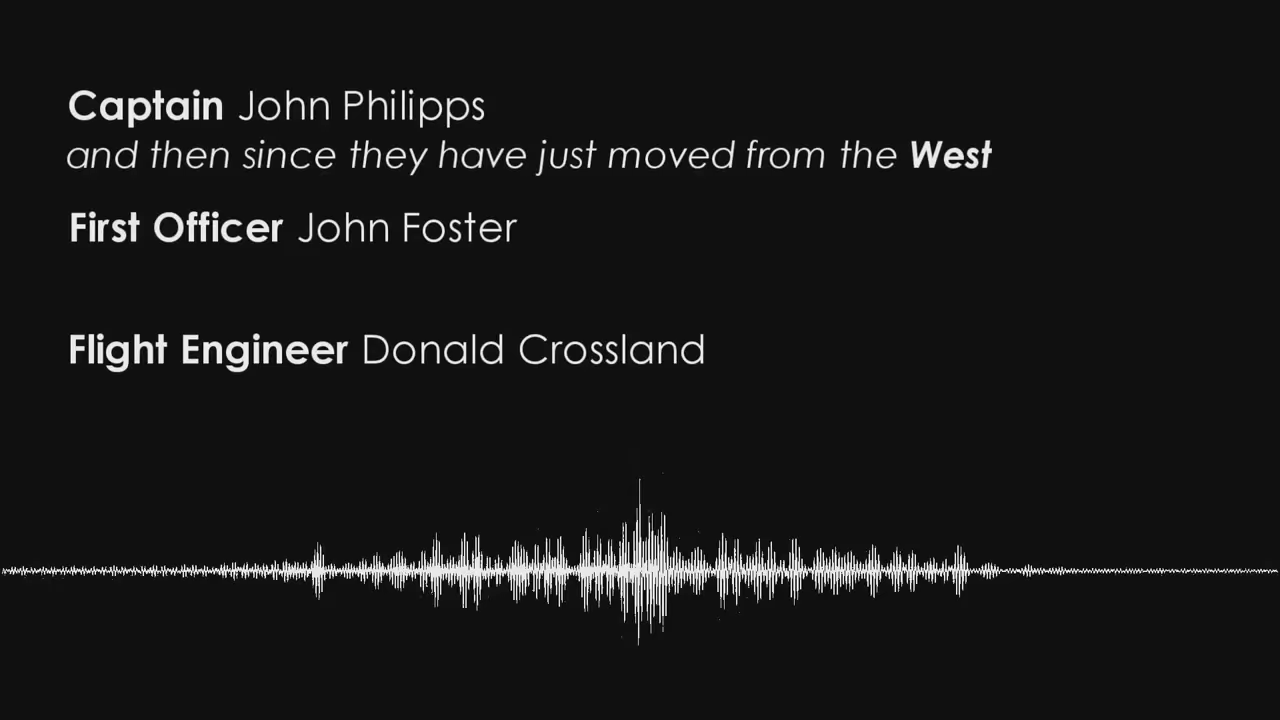 Captain John Philipps
and then since they have just moved from the West
First Officer John Foster
Flight Engineer Donald Crossland